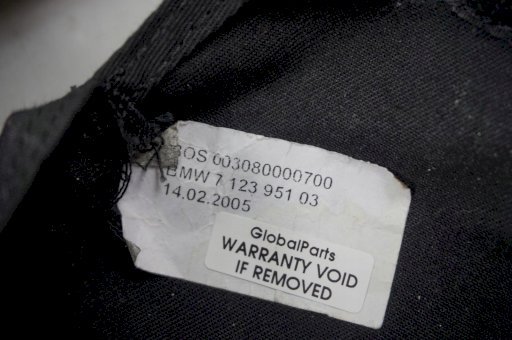 OS 003080000700
BMW 7 123 951 03
14.02.2005
GlobalParts
WARRANTY VOID
IF REMOVED